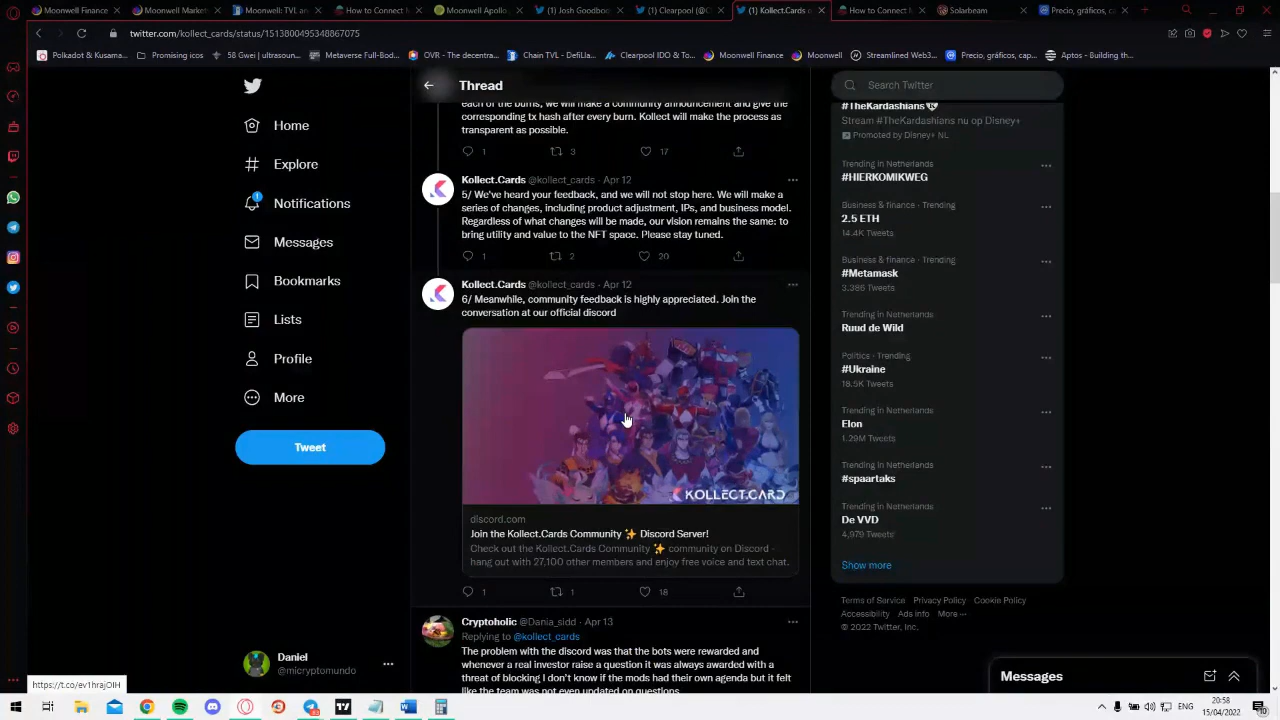 Moonwell Finance
Moonwell Market
Moonwell: TVL an
How to Connect M
Moonwell Apollo
(1) Josh Goodbo
(1) Clearpool (@C
(1) Kollect.Cards
How to Connect M
Solarbeam
Precio, gráficos, c
twitter.com/kollect_cards/status/1513800495348867075
Polkadot & Kusama...
Promising icos
58 Gwei | ultrasoun...
Metaverse Full-Bod...
OVR - The decentra...
Chain TVL - DefiLla...
Clearpool IDO & To...
Moonwell Finance
Moonwell
Streamlined Web3...
Precio, gráficos, cap...
Aptos - Building th...
Home
Explore
1
Notifications
Messages
Bookmarks
Lists
Profile
More
Tweet
Daniel
@micryptomundo
https://t.co/ev1hrajOIH
Thread
each of the burns, we will make a community announcement and give the
corresponding tx hash after every burn. Kollect will make the process as
transparent as possible.
1 3 17
Kollect.Cards @kollect_cards · Apr 12
5/ We've heard your feedback, and we will not stop here. We will make a
series of changes, including product adjustment, IPs, and business model.
Regardless of what changes will be made, our vision remains the same: to
bring utility and value to the NFT space. Please stay tuned.
1 2 20
Kollect.Cards @kollect_cards · Apr 12
6/ Meanwhile, community feedback is highly appreciated. Join the
conversation at our official discord
KOLLECT.CARD
discord.com
Join the Kollect.Cards Community ✨ Discord Server!
Check out the Kollect.Cards Community ✨ community on Discord -
hang out with 27,100 other members and enjoy free voice and text chat.
1 1 18
Cryptoholic @Dania_sidd · Apr 13
Replying to @kollect_cards
The problem with the discord was that the bots were rewarded and
whenever a real investor raise a question it was always awarded with a
threat of blocking I don't know if the mods had their own agenda but it felt
like the team was not even updated on questions
Search Twitter
#TheKardashians
Stream #TheKardashians nu op Disney+
Promoted by Disney+ NL
Trending in Netherlands
#HIERKOMIKWEG
Business & finance · Trending
2.5 ETH
14.4K Tweets
Business & finance · Trending
#Metamask
3,386 Tweets
Trending in Netherlands
Ruud de Wild
Politics · Trending
#Ukraine
18.5K Tweets
Trending in Netherlands
Elon
1.29M Tweets
Trending in Netherlands
#spaartaks
Trending in Netherlands
De VVD
4,979 Tweets
Show more
Terms of Service Privacy Policy Cookie Policy
Accessibility Ads info More ···
© 2022 Twitter, Inc.
Messages
ENG
20:58
15/04/2022